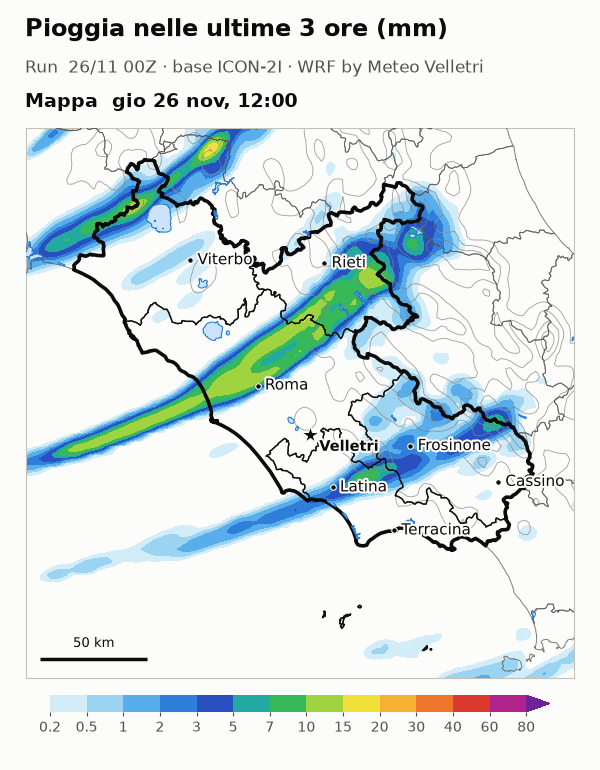 Pioggia nelle ultime 3 ore (mm)
Run  26/11 00Z · base ICON-2I · WRF by Meteo Velletri
Mappa  gio 26 nov, 12:00
Viterbo
Rieti
Roma
Velletri
Frosinone
Latina
Cassino
Terracina
50 km
0.2 0.5 1 2 3 5 7 10 15 20 30 40 60 80